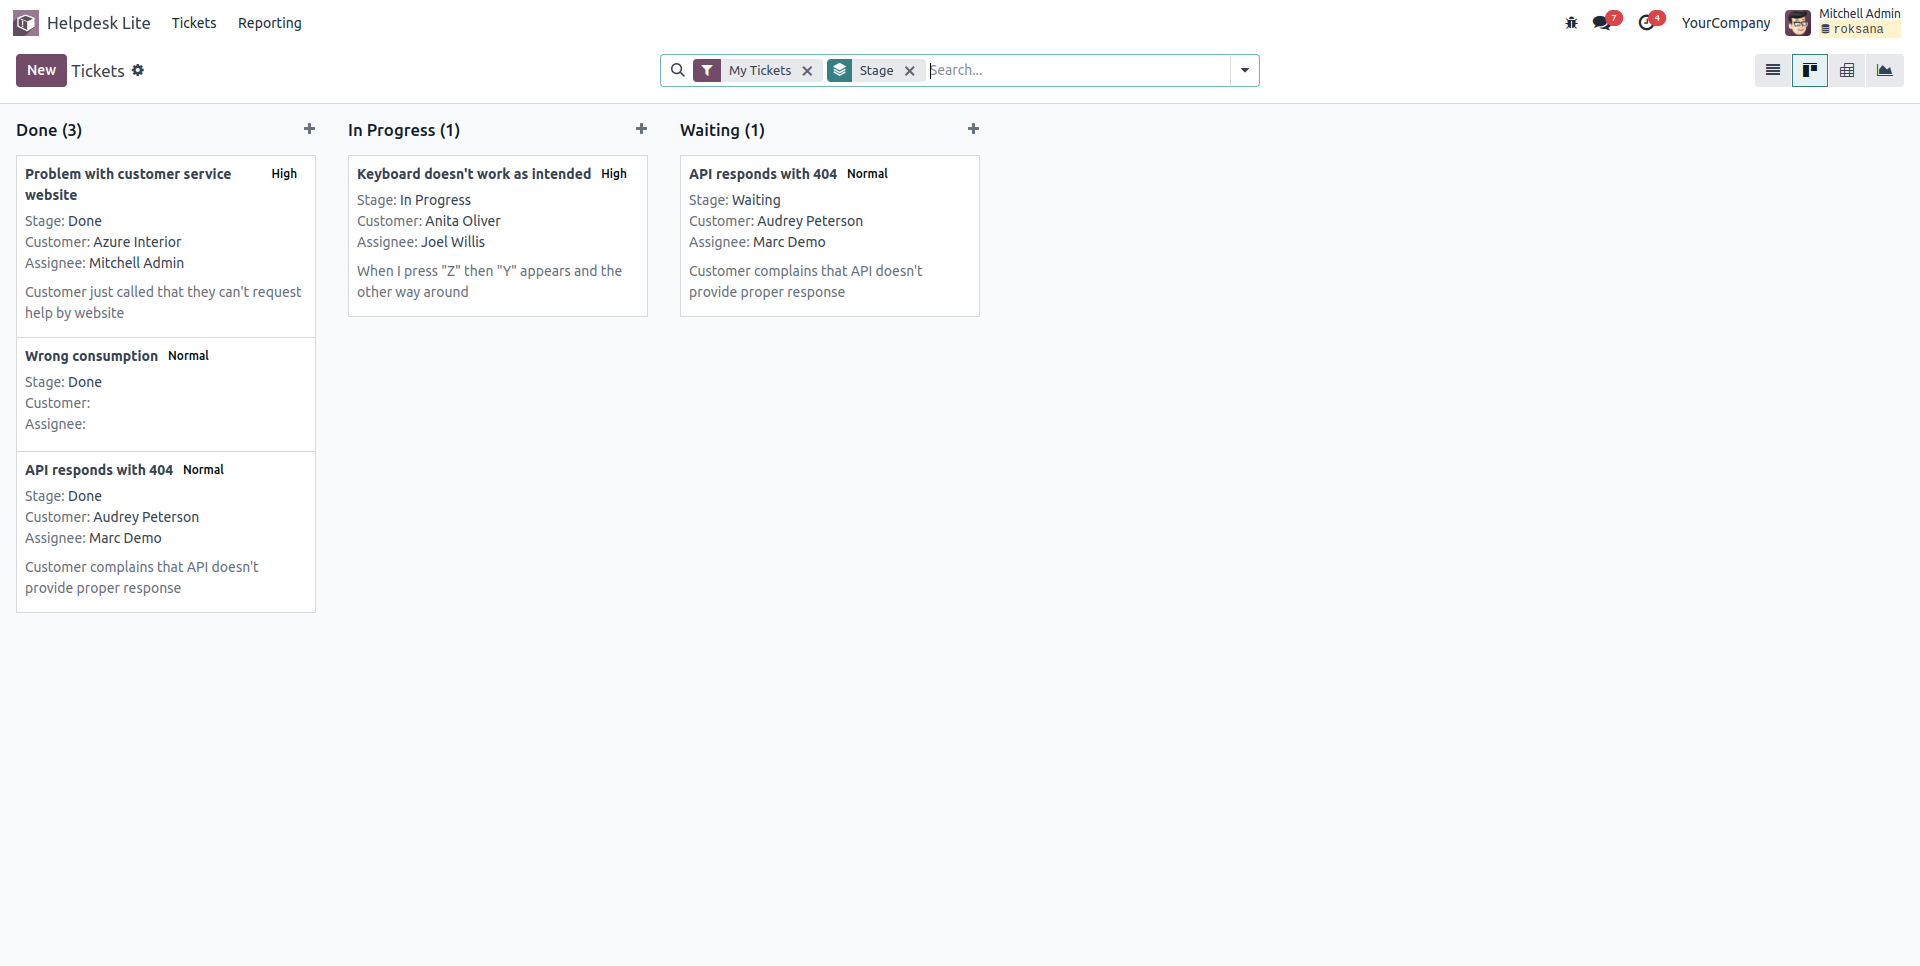 Helpdesk Lite Tickets Reporting 7 4 YourCompany Mitchell Admin
roksana
New Tickets My Tickets Stage Search...
Done (3)
Problem with customer service website High
Stage: Done
Customer: Azure Interior
Assignee: Mitchell Admin
Customer just called that they can't request
help by website
Wrong consumption Normal
Stage: Done
Customer:
Assignee:
API responds with 404 Normal
Stage: Done
Customer: Audrey Peterson
Assignee: Marc Demo
Customer complains that API doesn't
provide proper response
In Progress (1)
Keyboard doesn't work as intended High
Stage: In Progress
Customer: Anita Oliver
Assignee: Joel Willis
When I press "Z" then "Y" appears and the
other way around
Waiting (1)
API responds with 404 Normal
Stage: Waiting
Customer: Audrey Peterson
Assignee: Marc Demo
Customer complains that API doesn't
provide proper response